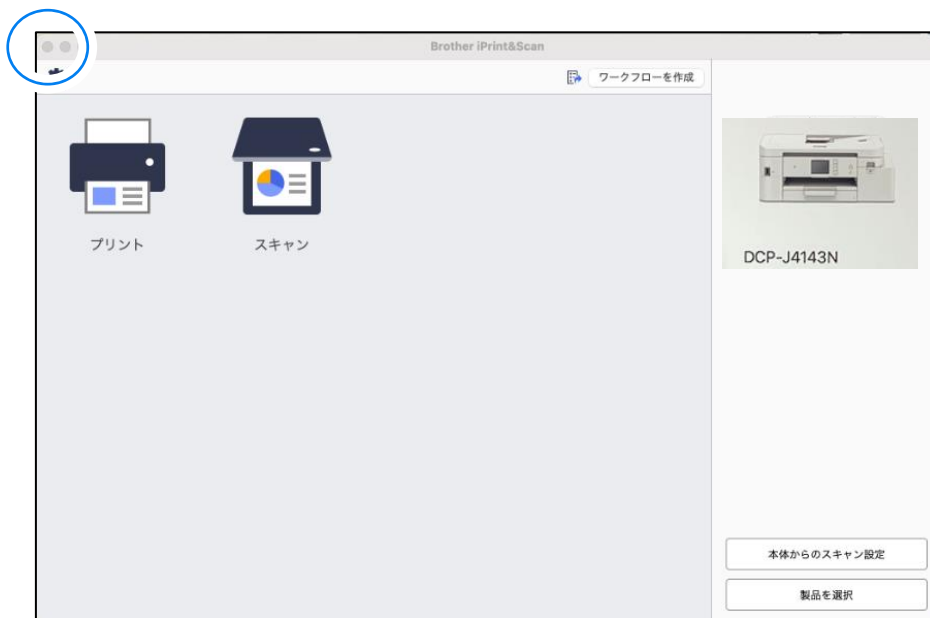 Brother iPrint&Scan
ワークフローを作成
プリント
スキャン
DCP-J4143N
本体からのスキャン設定
製品を選択